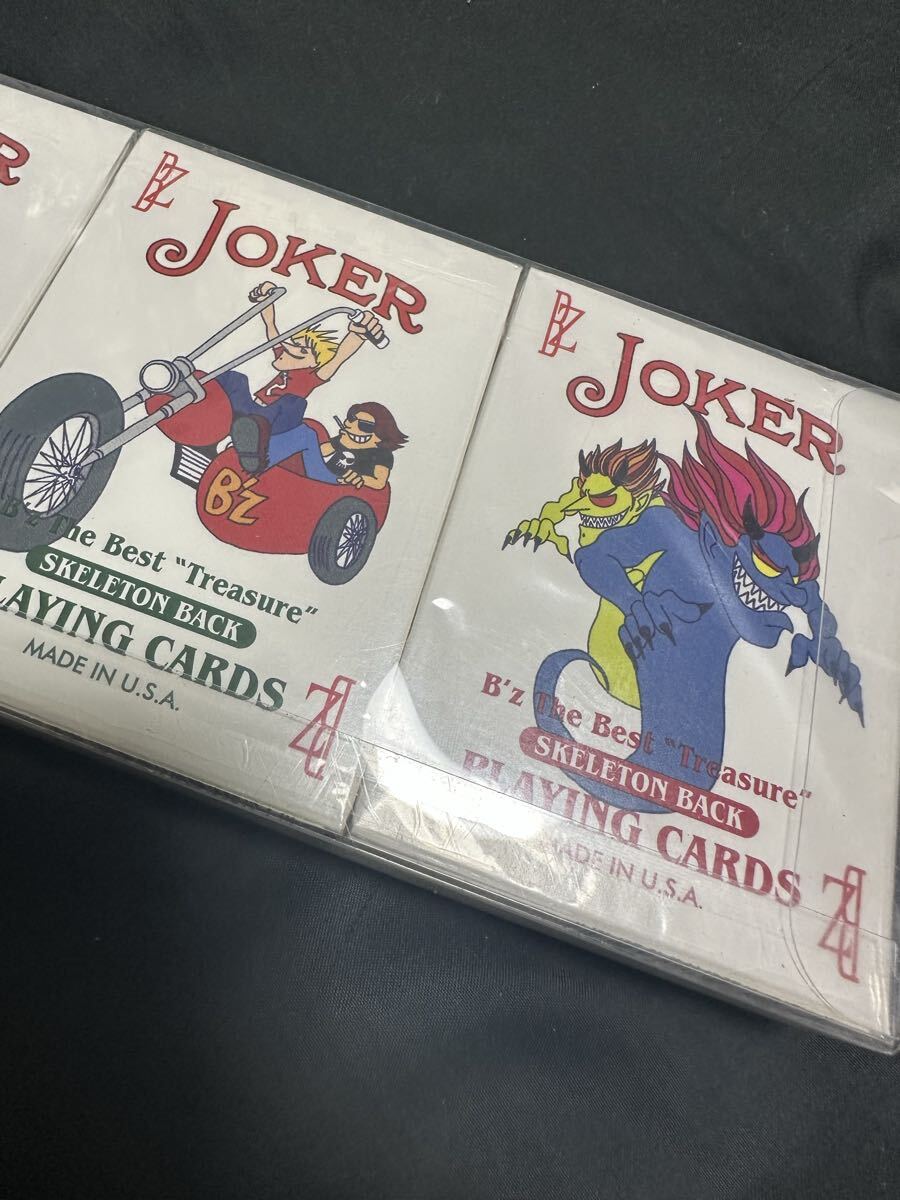 R
B'z
JOKER
B'z
B'z The Best "Treasure"
SKELETON BACK
PLAYING CARDS
MADE IN U.S.A.
B'z
B'z
JOKER
B'z The Best "Treasure"
SKELETON BACK
PLAYING CARDS
MADE IN U.S.A.
B'z